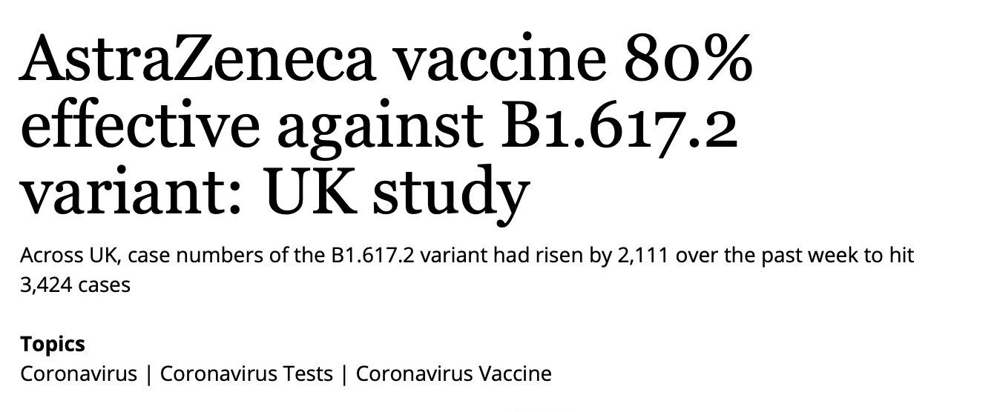 AstraZeneca vaccine 80%
effective against B1.617.2
variant: UK study
Across UK, case numbers of the B1.617.2 variant had risen by 2,111 over the past week to hit
3,424 cases
Topics
Coronavirus | Coronavirus Tests | Coronavirus Vaccine